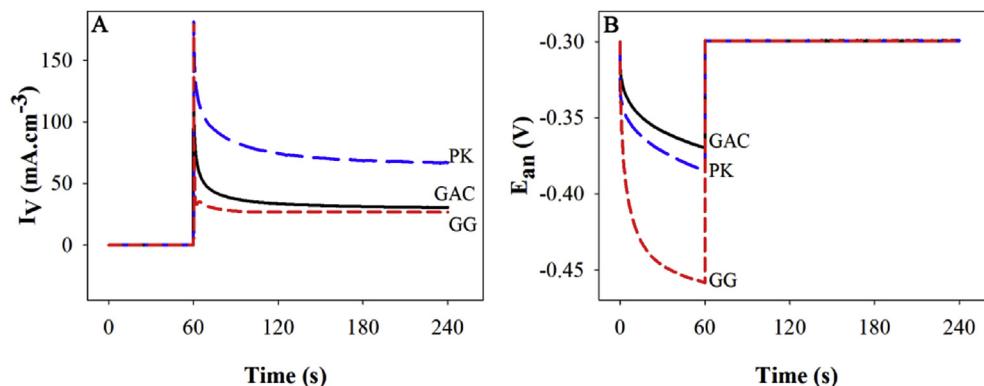 A
150
100
50
0
I_V (mA.cm⁻³)
PK
GAC
GG
0 60 120 180 240
Time (s)
B
-0.30
-0.35
-0.40
-0.45
E_an (V)
GAC
PK
GG
0 60 120 180 240
Time (s)